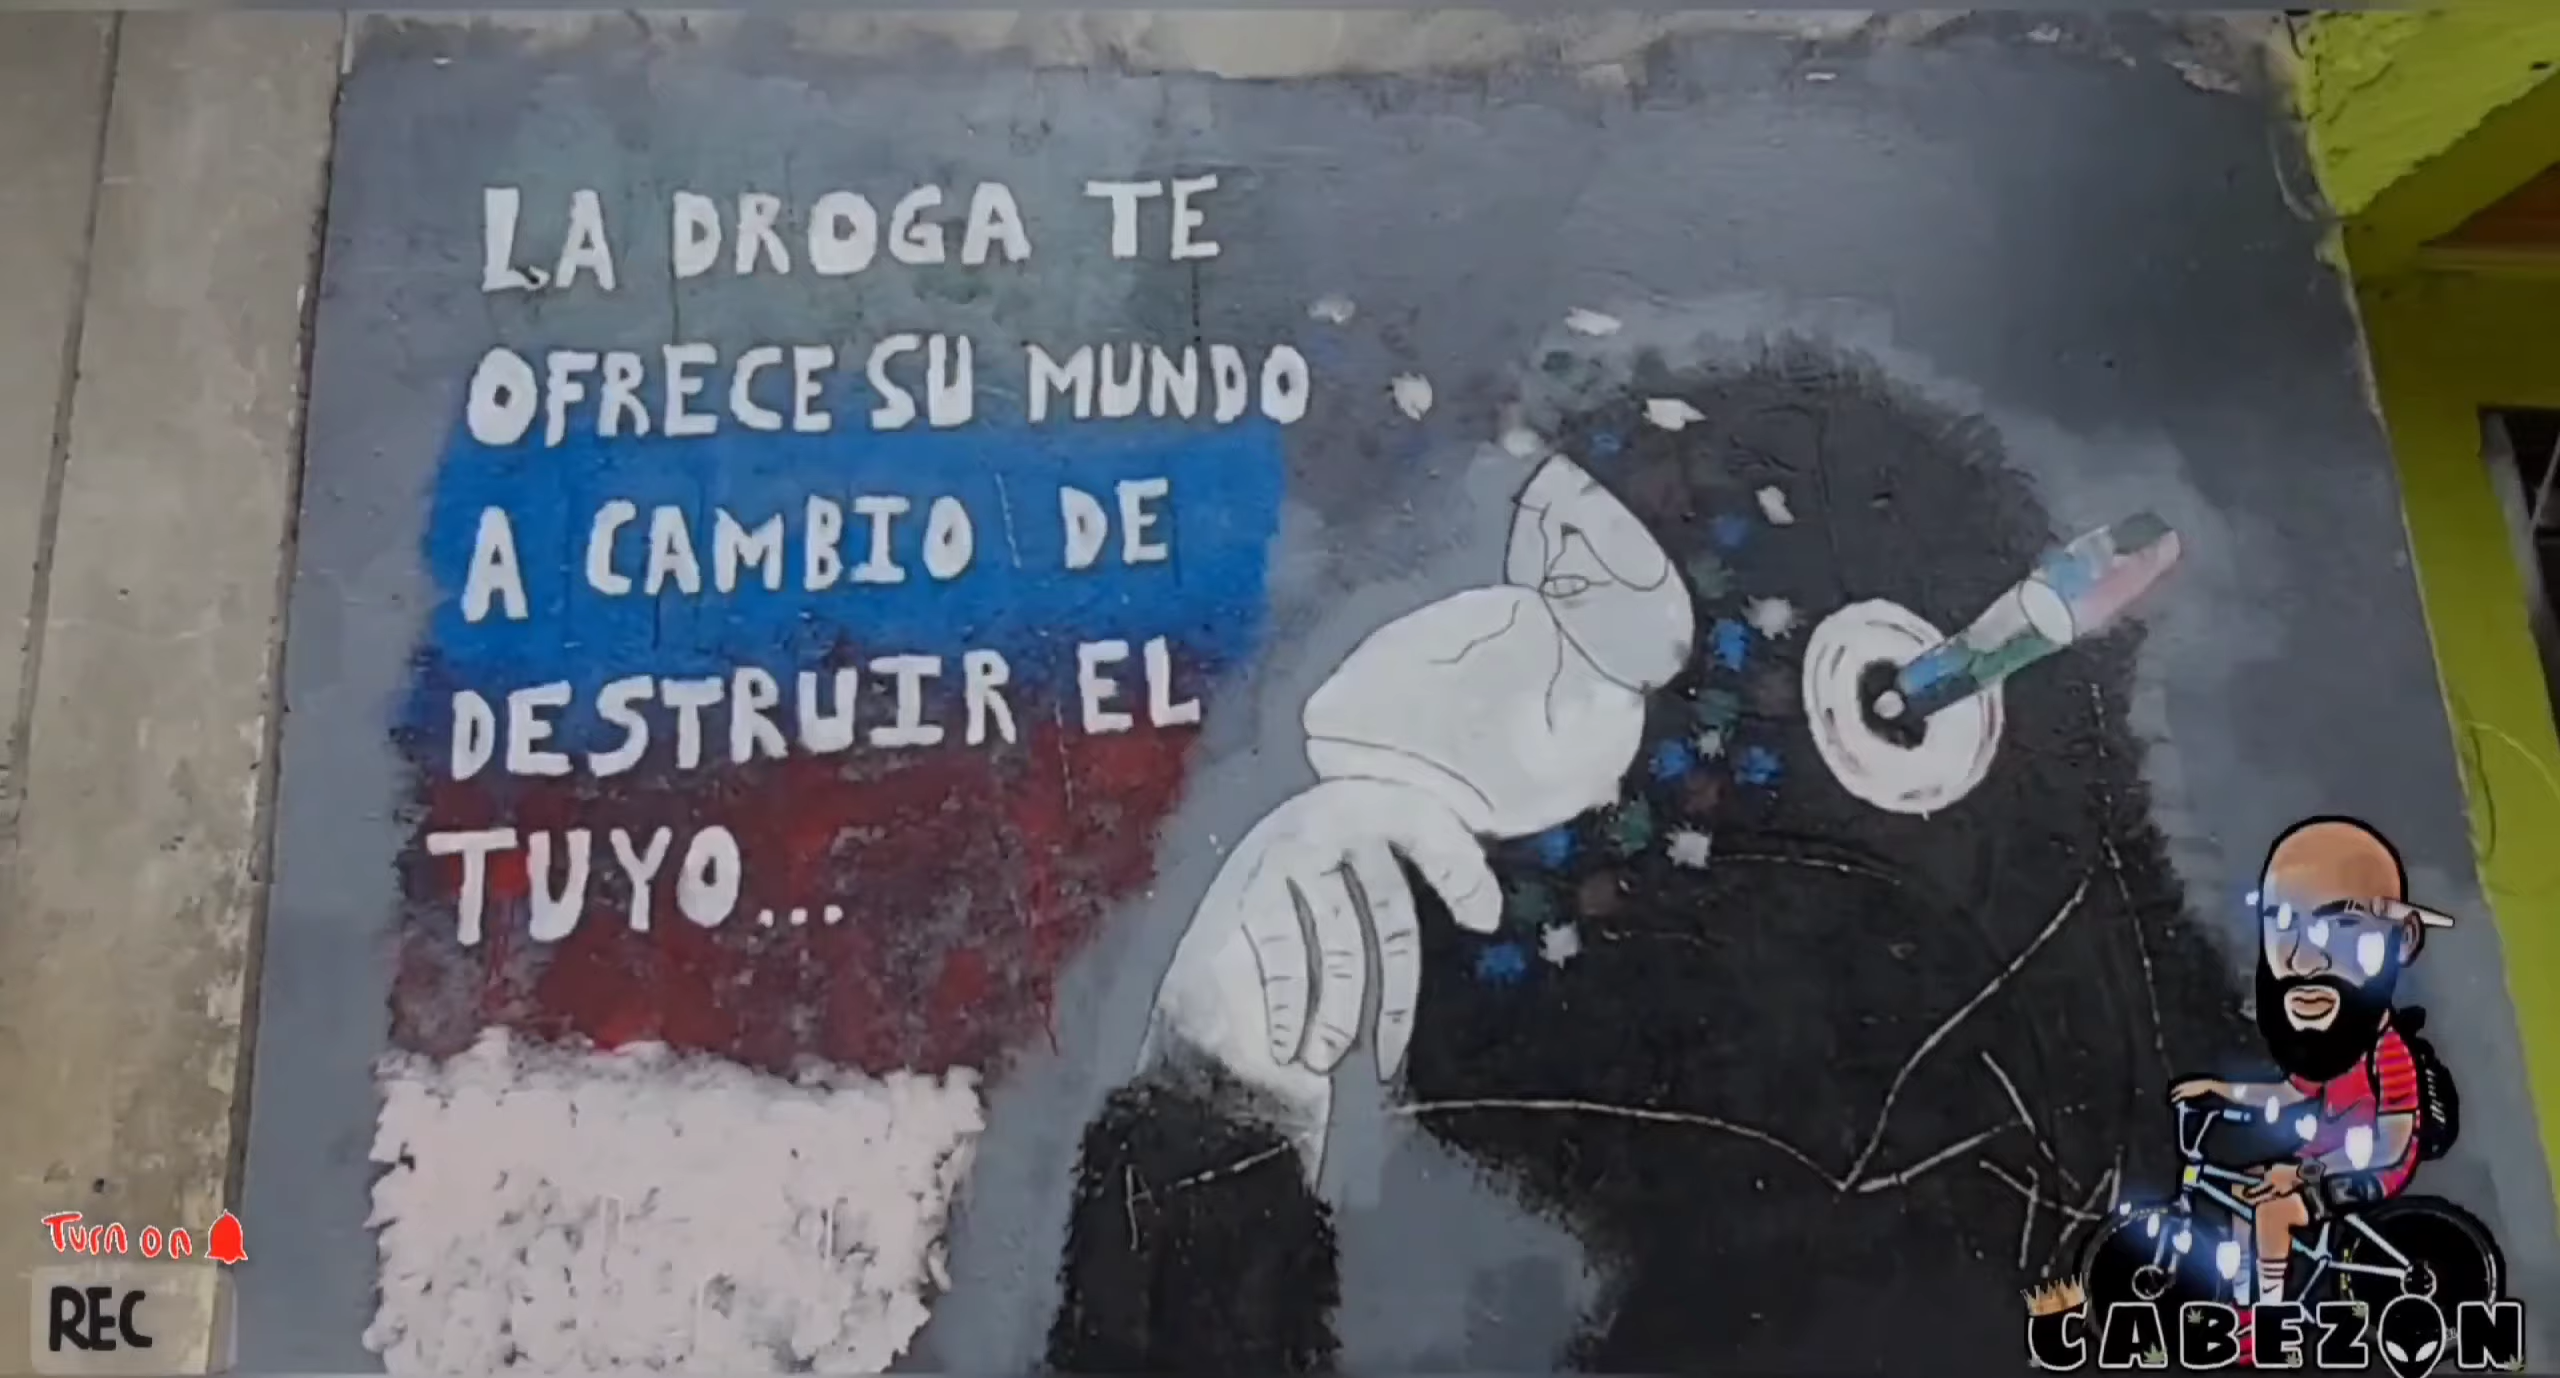 LA DROGA TE
OFRECE SU MUNDO
A CAMBIO DE
DESTRUIR EL
TUYO...
Turn on
REC
CABEZON